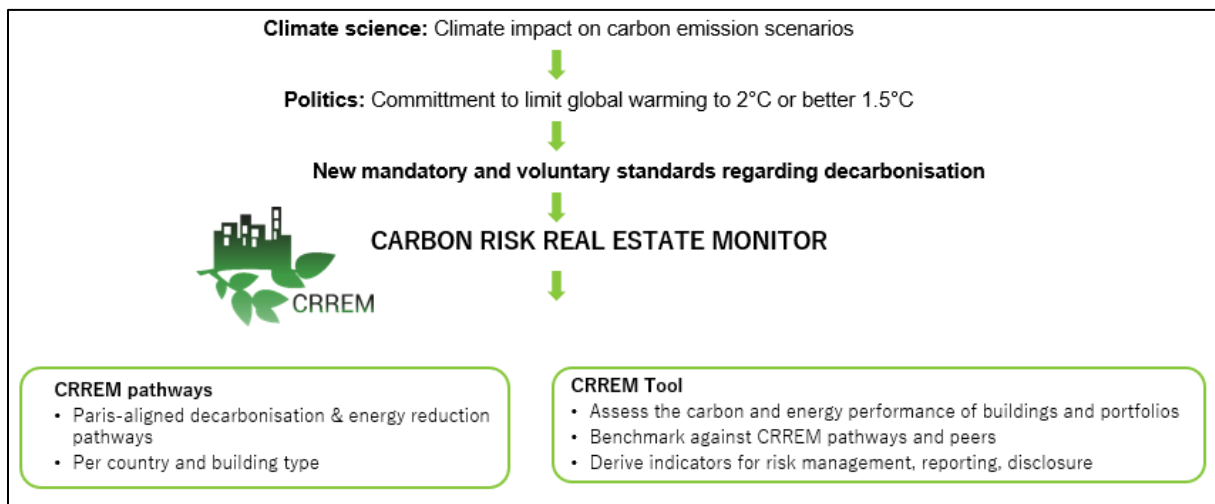 Climate science: Climate impact on carbon emission scenarios
Politics: Committment to limit global warming to 2°C or better 1.5°C
New mandatory and voluntary standards regarding decarbonisation
CARBON RISK REAL ESTATE MONITOR
CRREM
CRREM pathways
• Paris-aligned decarbonisation & energy reduction
pathways
• Per country and building type
CRREM Tool
• Assess the carbon and energy performance of buildings and portfolios
• Benchmark against CRREM pathways and peers
• Derive indicators for risk management, reporting, disclosure